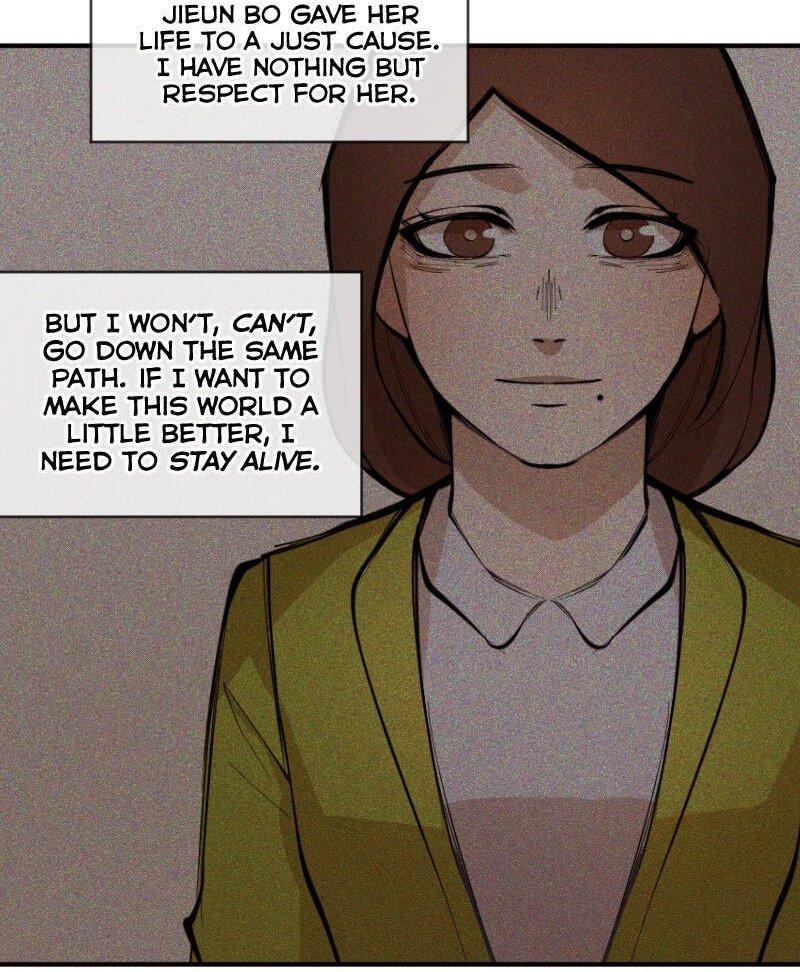 JIEUN BO GAVE HER
LIFE TO A JUST CAUSE.
I HAVE NOTHING BUT
RESPECT FOR HER.
BUT I WON'T, CAN'T,
GO DOWN THE SAME
PATH. IF I WANT TO
MAKE THIS WORLD A
LITTLE BETTER, I
NEED TO STAY ALIVE.